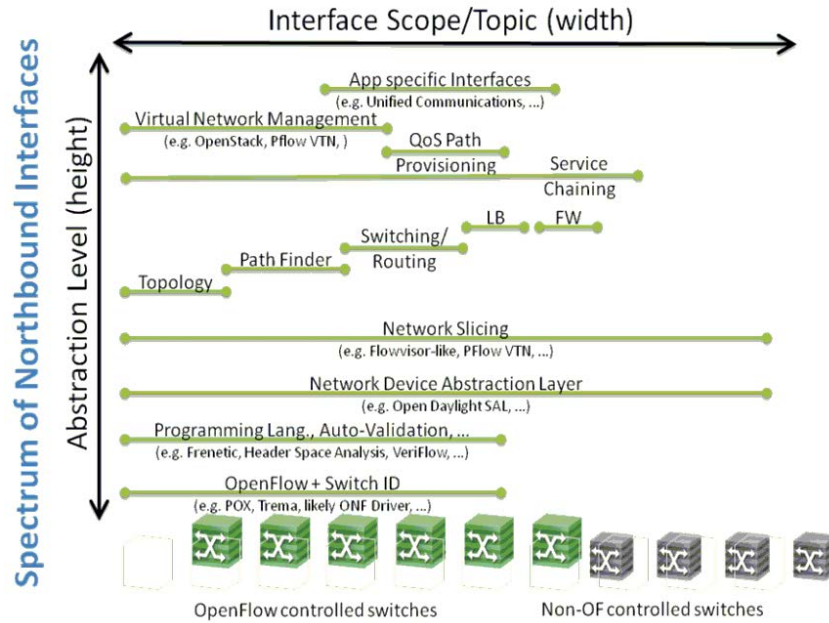 Interface Scope/Topic (width)
Spectrum of Northbound Interfaces
Abstraction Level (height)
App specific Interfaces
(e.g. Unified Communications, ...)
Virtual Network Management
(e.g. OpenStack, Pflow VTN, )
QoS Path
Provisioning
Service
Chaining
LB
FW
Switching/
Routing
Path Finder
Topology
Network Slicing
(e.g. Flowvisor-like, PFlow VTN, ...)
Network Device Abstraction Layer
(e.g. Open Daylight SAL, ...)
Programming Lang., Auto-Validation, ...
(e.g. Frenetic, Header Space Analysis, VeriFlow, ...)
OpenFlow + Switch ID
(e.g. POX, Trema, likely ONF Driver, ...)
OpenFlow controlled switches
Non-OF controlled switches